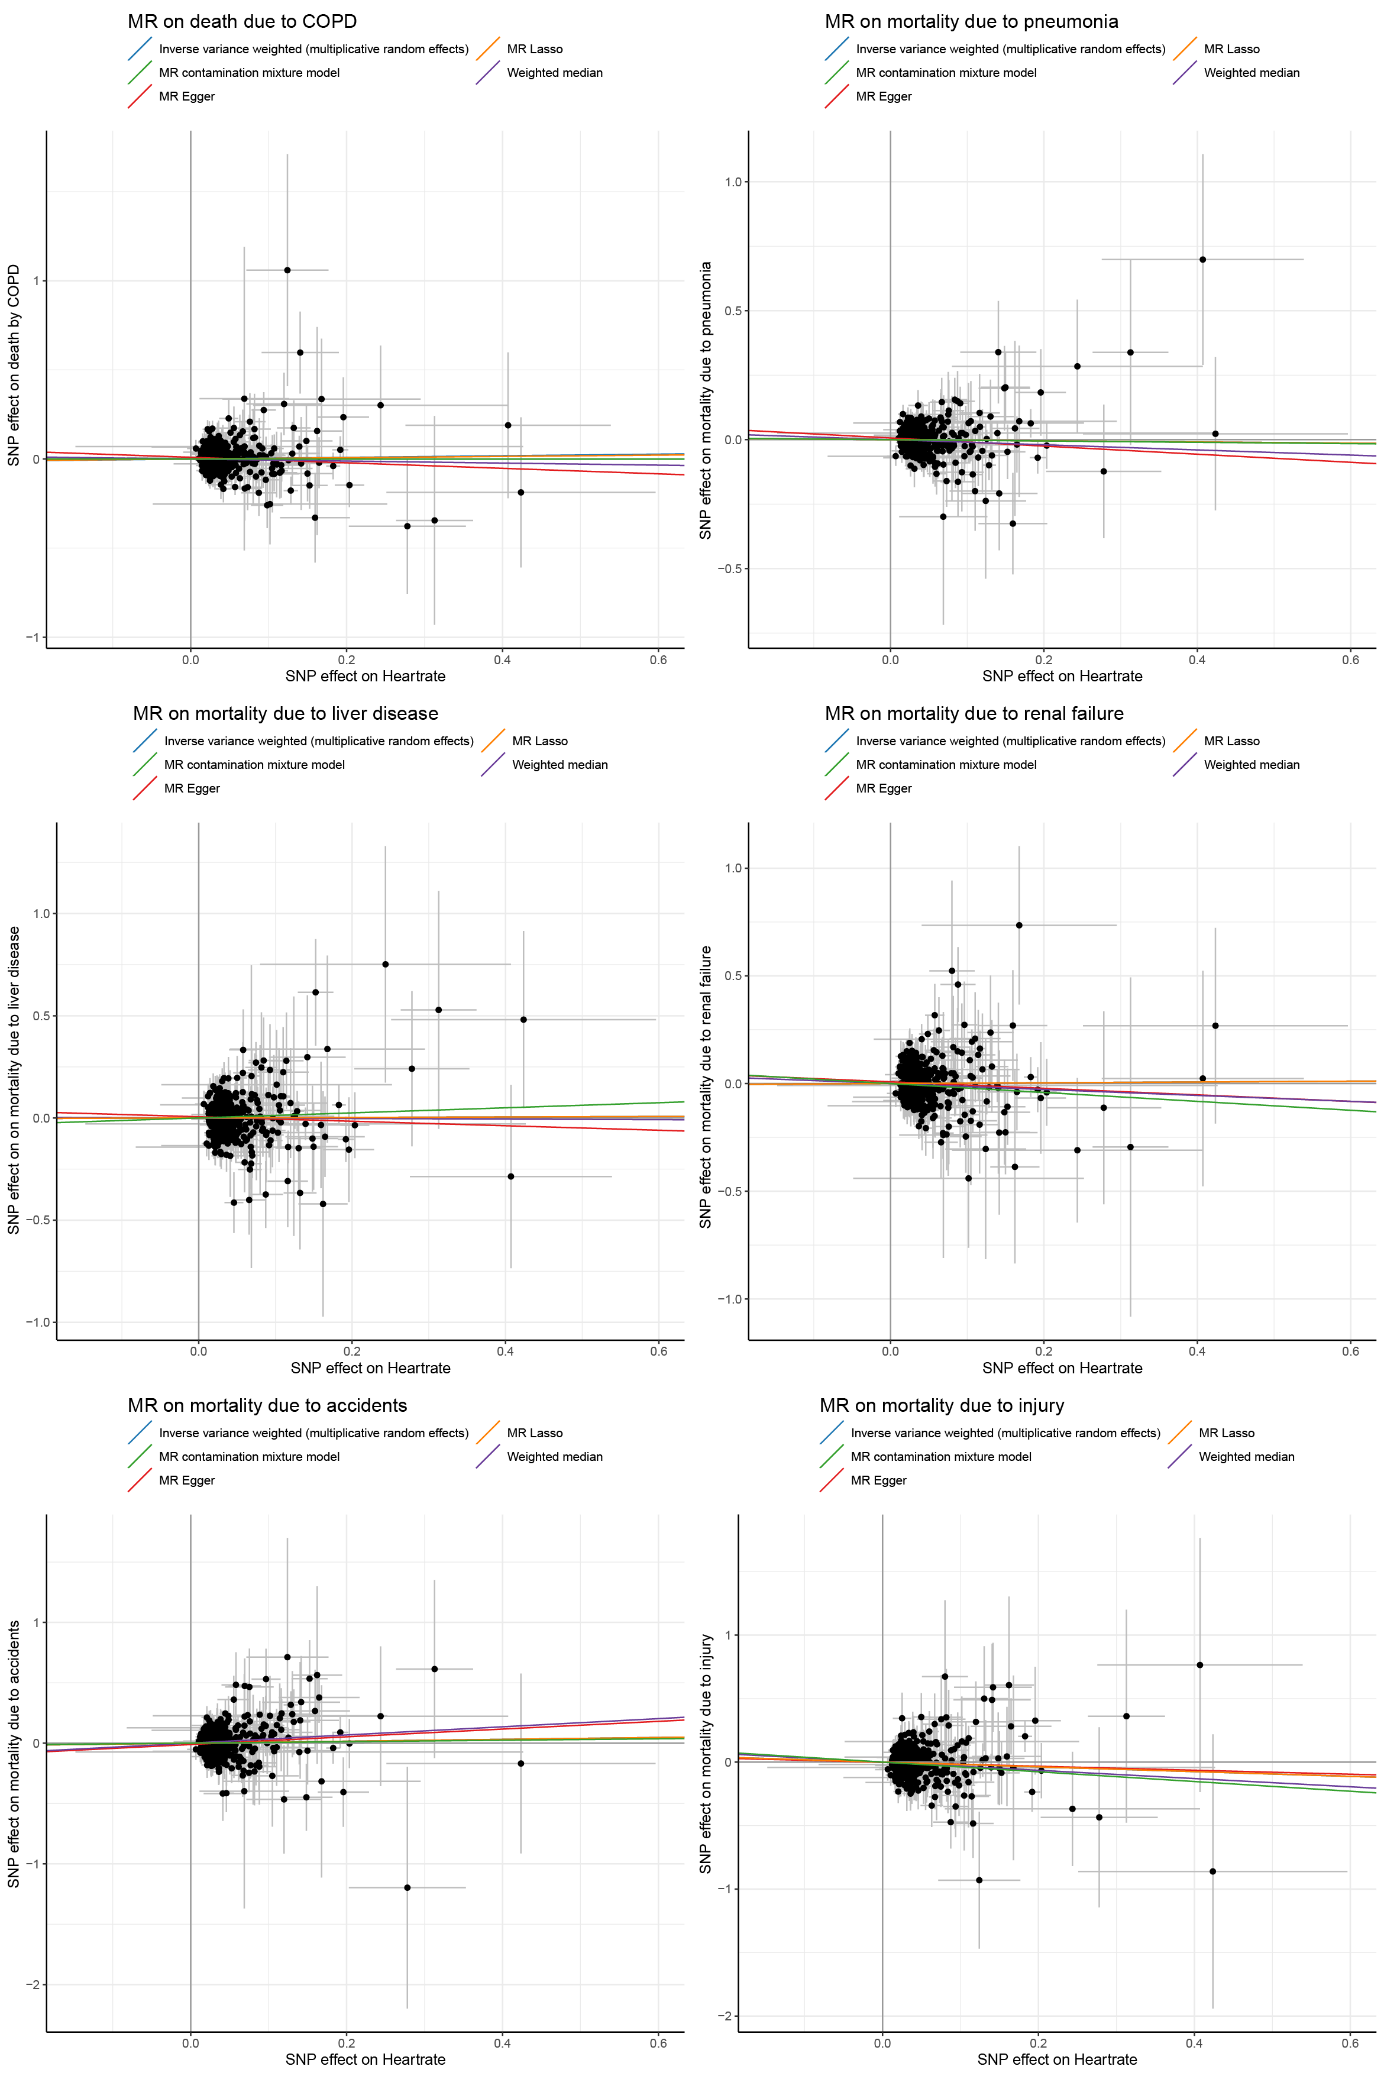 MR on death due to COPD
Inverse variance weighted (multiplicative random effects)
MR Lasso
MR contamination mixture model
Weighted median
MR Egger
SNP effect on death by COPD
1
0
−1
0.0
0.2
0.4
0.6
SNP effect on Heartrate
MR on mortality due to pneumonia
Inverse variance weighted (multiplicative random effects)
MR Lasso
MR contamination mixture model
Weighted median
MR Egger
SNP effect on mortality due to pneumonia
1.0
0.5
0.0
−0.5
0.0
0.2
0.4
0.6
SNP effect on Heartrate
MR on mortality due to liver disease
Inverse variance weighted (multiplicative random effects)
MR Lasso
MR contamination mixture model
Weighted median
MR Egger
SNP effect on on mortality due to liver disease
1.0
0.5
0.0
−0.5
−1.0
0.0
0.2
0.4
0.6
SNP effect on Heartrate
MR on mortality due to renal failure
Inverse variance weighted (multiplicative random effects)
MR Lasso
MR contamination mixture model
Weighted median
MR Egger
SNP effect on mortality due to renal failure
1.0
0.5
0.0
−0.5
−1.0
0.0
0.2
0.4
0.6
SNP effect on Heartrate
MR on mortality due to accidents
Inverse variance weighted (multiplicative random effects)
MR Lasso
MR contamination mixture model
Weighted median
MR Egger
SNP effect on mortality due to accidents
1
0
−1
−2
0.0
0.2
0.4
0.6
SNP effect on Heartrate
MR on mortality due to injury
Inverse variance weighted (multiplicative random effects)
MR Lasso
MR contamination mixture model
Weighted median
MR Egger
SNP effect on mortality due to injury
1
0
−1
−2
0.0
0.2
0.4
0.6
SNP effect on Heartrate